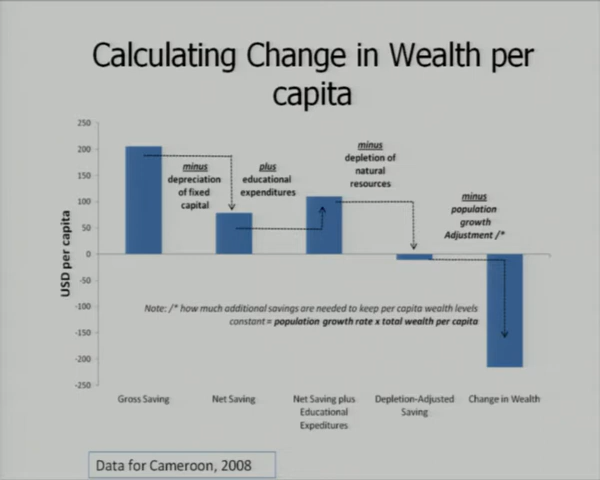 Calculating Change in Wealth per
capita
250
200
150
100
50
0
-50
-100
-150
-200
-250
USD per capita
minus
depreciation
of fixed
capital
plus
educational
expenditures
minus
depletion of
natural
resources
minus
population
growth
Adjustment /*
Note: /* how much additional savings are needed to keep per capita wealth levels
constant = population growth rate x total wealth per capita
Gross Saving
Net Saving
Net Saving plus
Educational
Expeditures
Depletion-Adjusted
Saving
Change in Wealth
Data for Cameroon, 2008